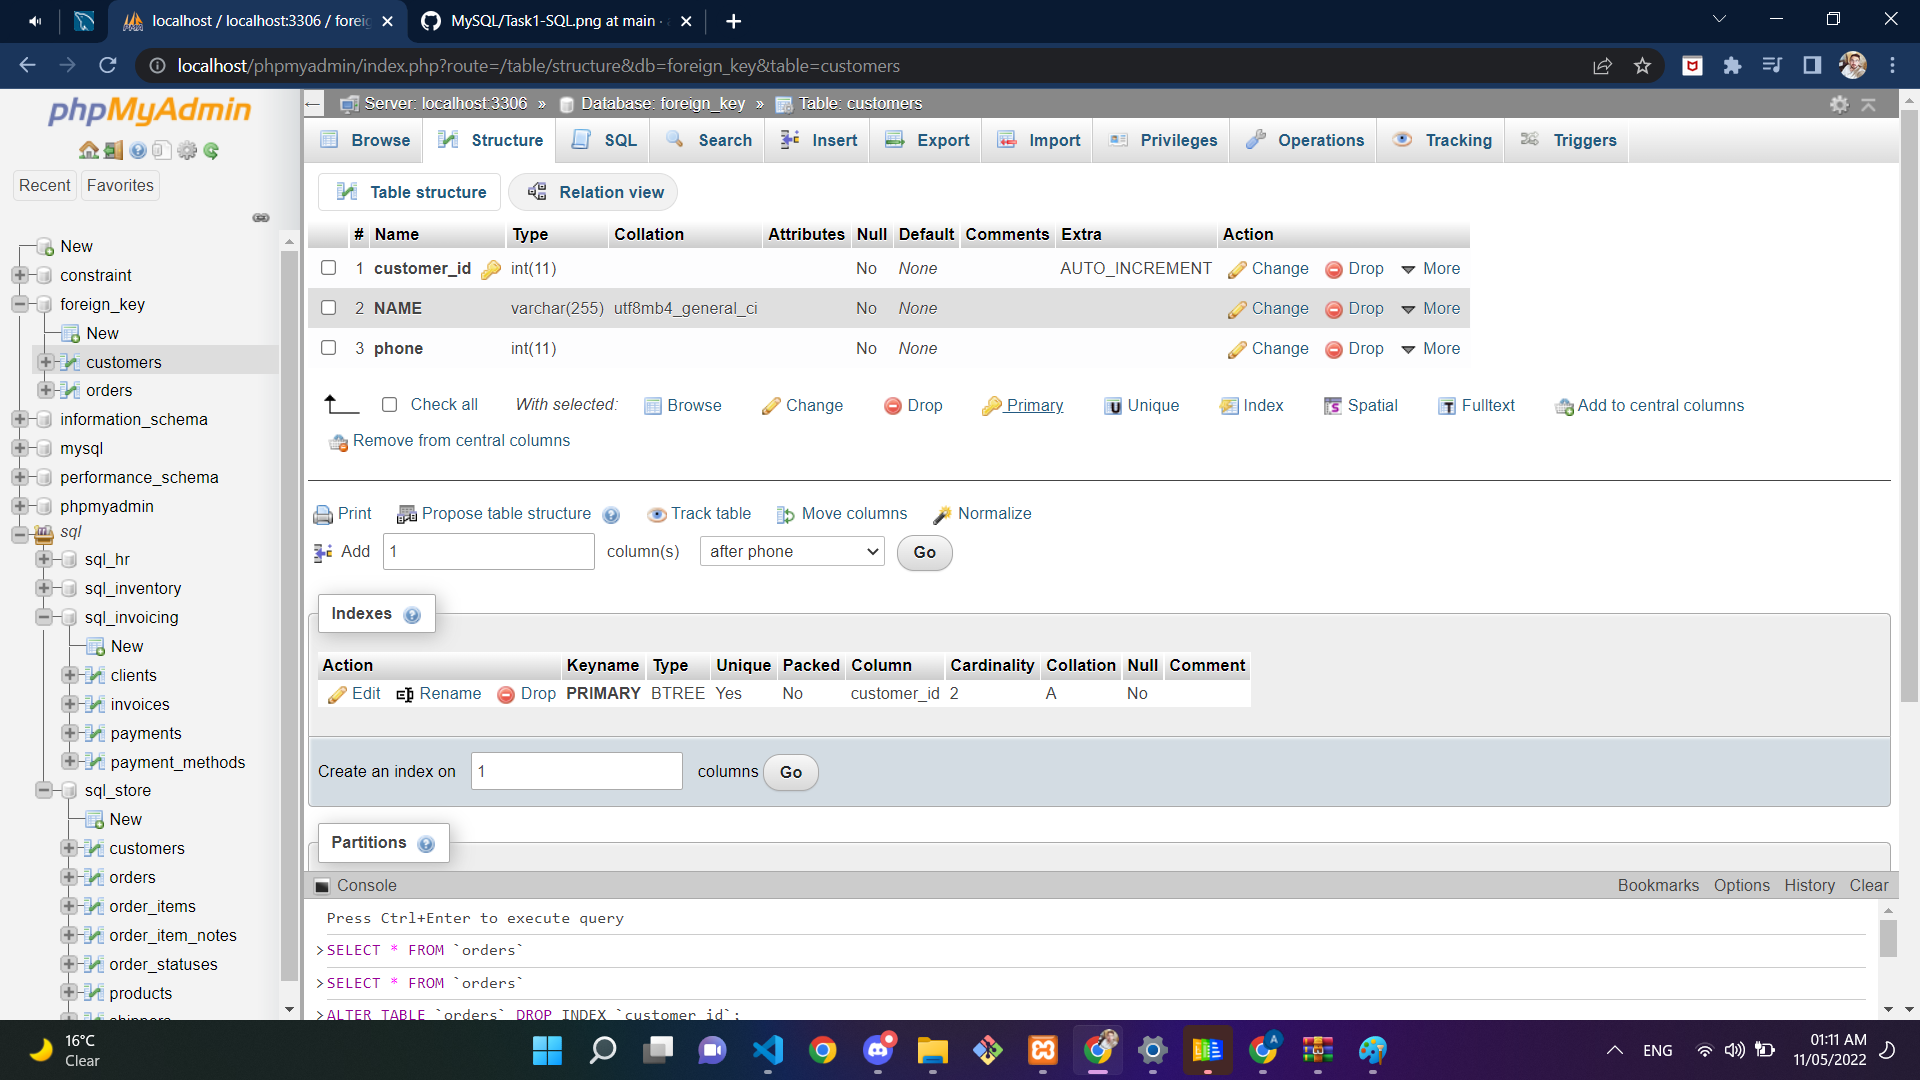 localhost / localhost:3306 / foreig
MySQL/Task1-SQL.png at main ·
localhost/phpmyadmin/index.php?route=/table/structure&db=foreign_key&table=customers
phpMyAdmin
Recent Favorites
New
constraint
foreign_key
New
customers
orders
information_schema
mysql
performance_schema
phpmyadmin
sql
sql_hr
sql_inventory
sql_invoicing
New
clients
invoices
payments
payment_methods
sql_store
New
customers
orders
order_items
order_item_notes
order_statuses
products
shippers
Server: localhost:3306 » Database: foreign_key » Table: customers
Browse Structure SQL Search Insert Export Import Privileges Operations Tracking Triggers
Table structure Relation view
# Name Type Collation Attributes Null Default Comments Extra Action
1 customer_id int(11) No None AUTO_INCREMENT Change Drop More
2 NAME varchar(255) utf8mb4_general_ci No None Change Drop More
3 phone int(11) No None Change Drop More
Check all With selected: Browse Change Drop Primary Unique Index Spatial Fulltext Add to central columns
Remove from central columns
Print Propose table structure Track table Move columns Normalize
Add 1 column(s) after phone Go
Indexes
Action Keyname Type Unique Packed Column Cardinality Collation Null Comment
Edit Rename Drop PRIMARY BTREE Yes No customer_id 2 A No
Create an index on 1 columns Go
Partitions
Console Bookmarks Options History Clear
Press Ctrl+Enter to execute query
>SELECT * FROM `orders`
>SELECT * FROM `orders`
>ALTER TABLE `orders` DROP INDEX `customer_id`;
16°C
Clear
ENG
01:11 AM
11/05/2022